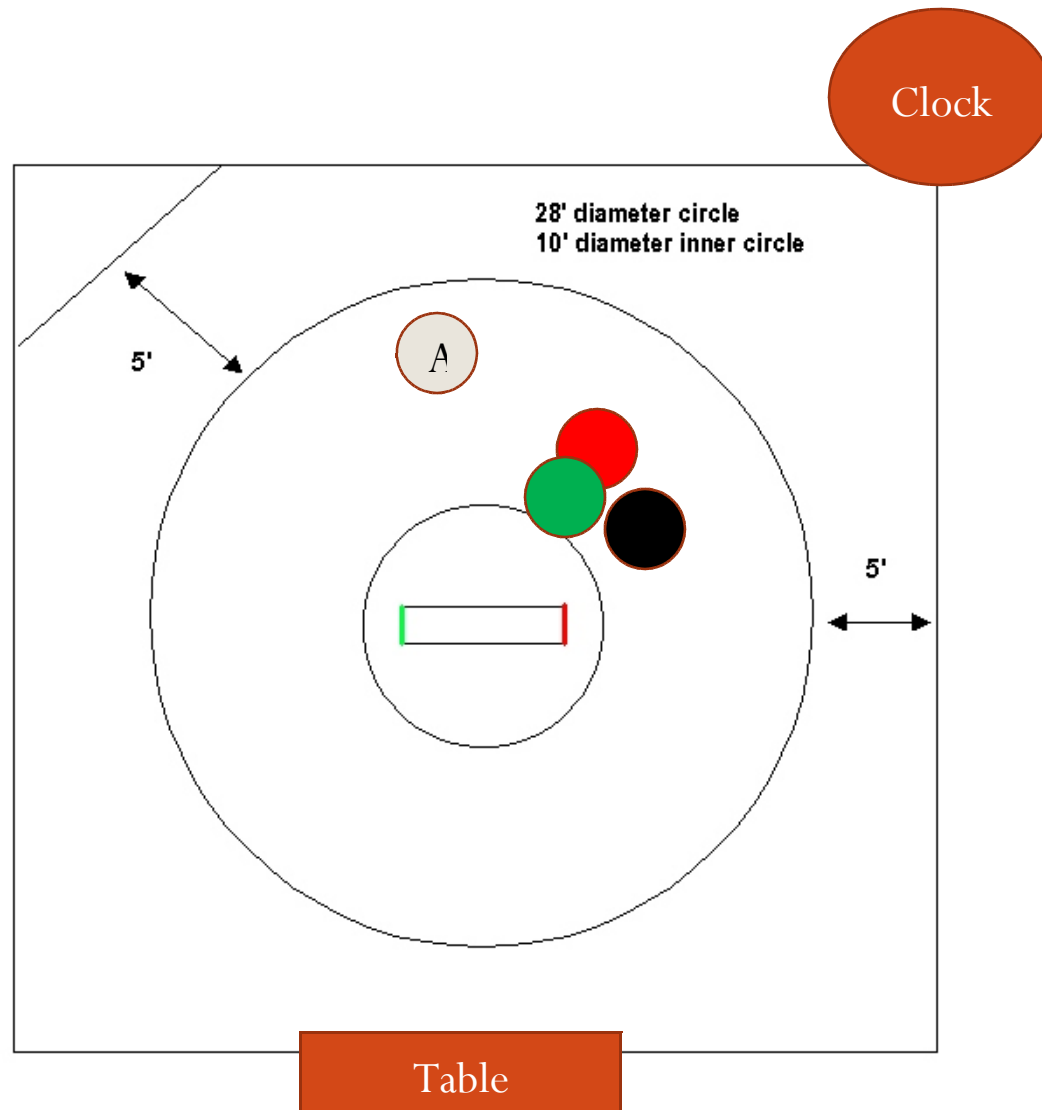 Clock
28' diameter circle
10' diameter inner circle
A
5'
5'
Table